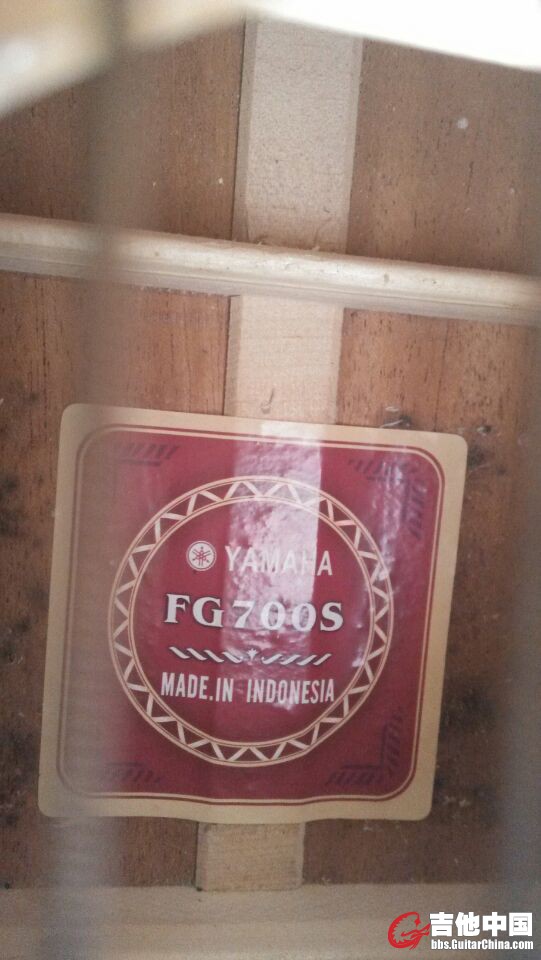 YAMAHA
FG700S
MADE.IN INDONESIA
吉他中国
bbs.GuitarChina.com